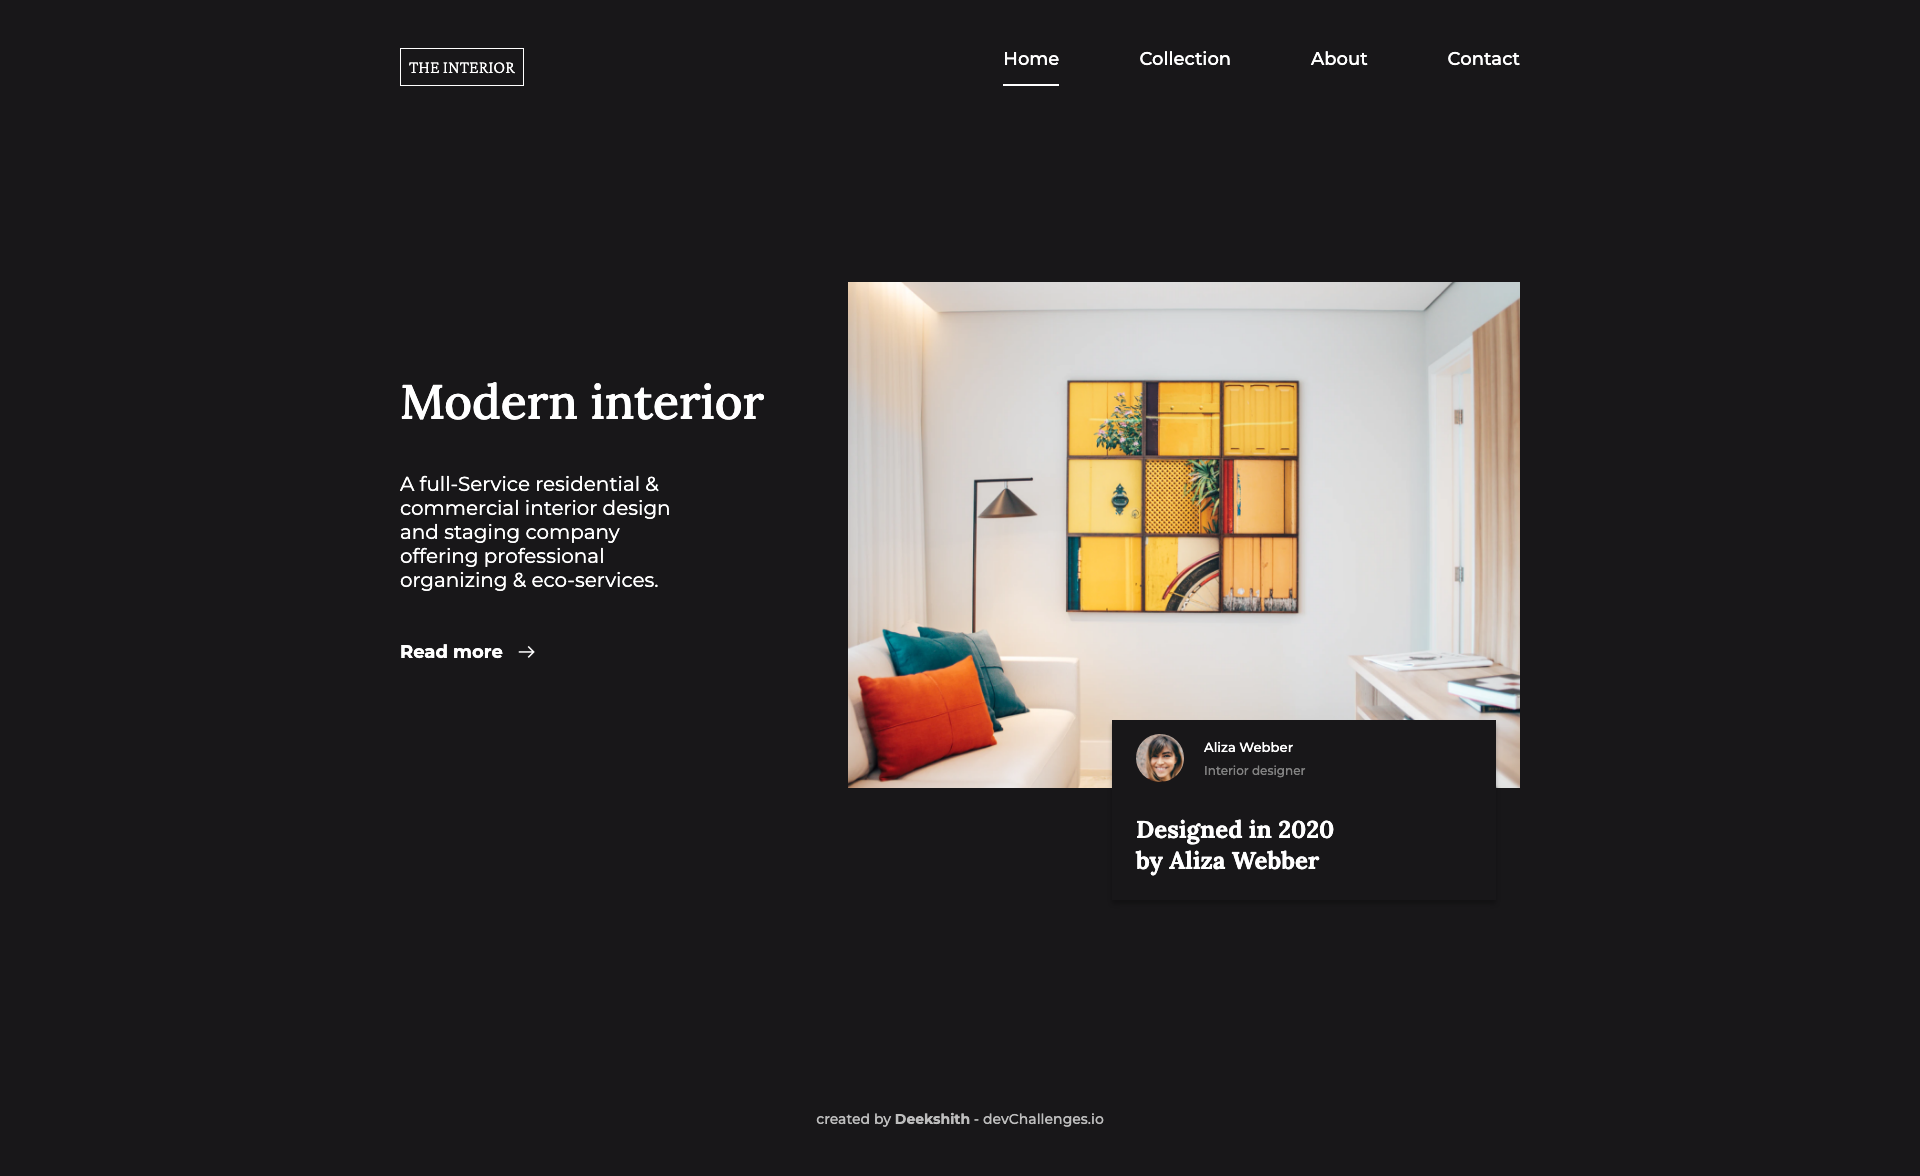 THE INTERIOR
Home
Collection
About
Contact
Modern interior
A full-Service residential &
commercial interior design
and staging company
offering professional
organizing & eco-services.
Read more
Aliza Webber
Interior designer
Designed in 2020
by Aliza Webber
created by Deekshith - devChallenges.io